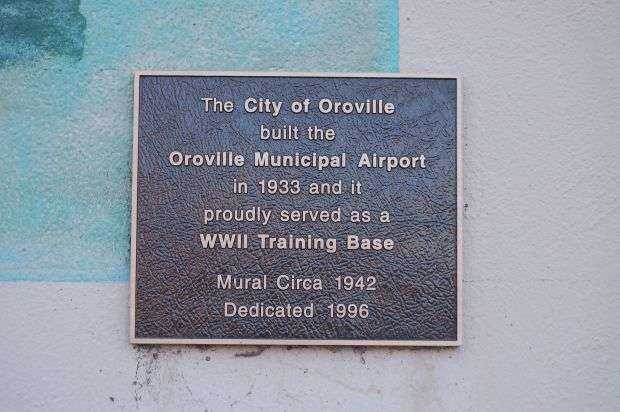 The City of Oroville
built the
Oroville Municipal Airport
in 1933 and it
proudly served as a
WWII Training Base
Mural Circa 1942
Dedicated 1996